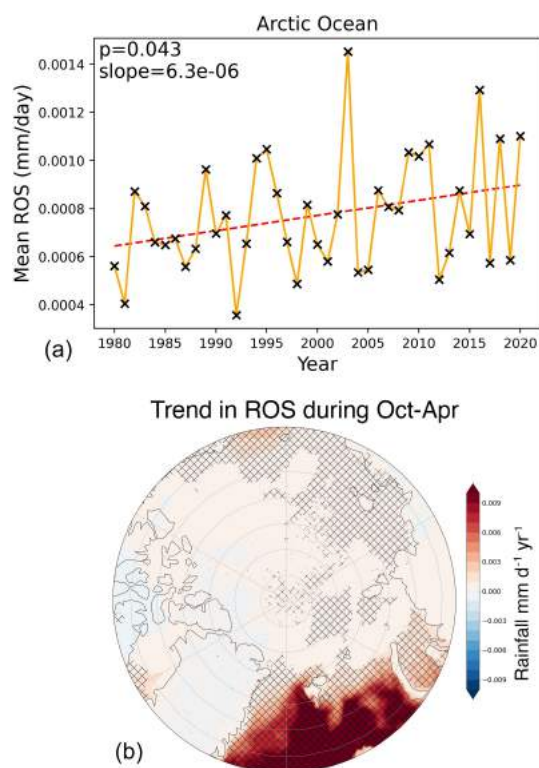 Arctic Ocean
p=0.043
slope=6.3e-06
Mean ROS (mm/day)
0.0014
0.0012
0.0010
0.0008
0.0006
0.0004
1980 1985 1990 1995 2000 2005 2010 2015 2020
Year
(a)
Trend in ROS during Oct-Apr
0.009
0.006
0.003
0.000
−0.003
−0.006
−0.009
Rainfall mm d⁻¹ yr⁻¹
(b)